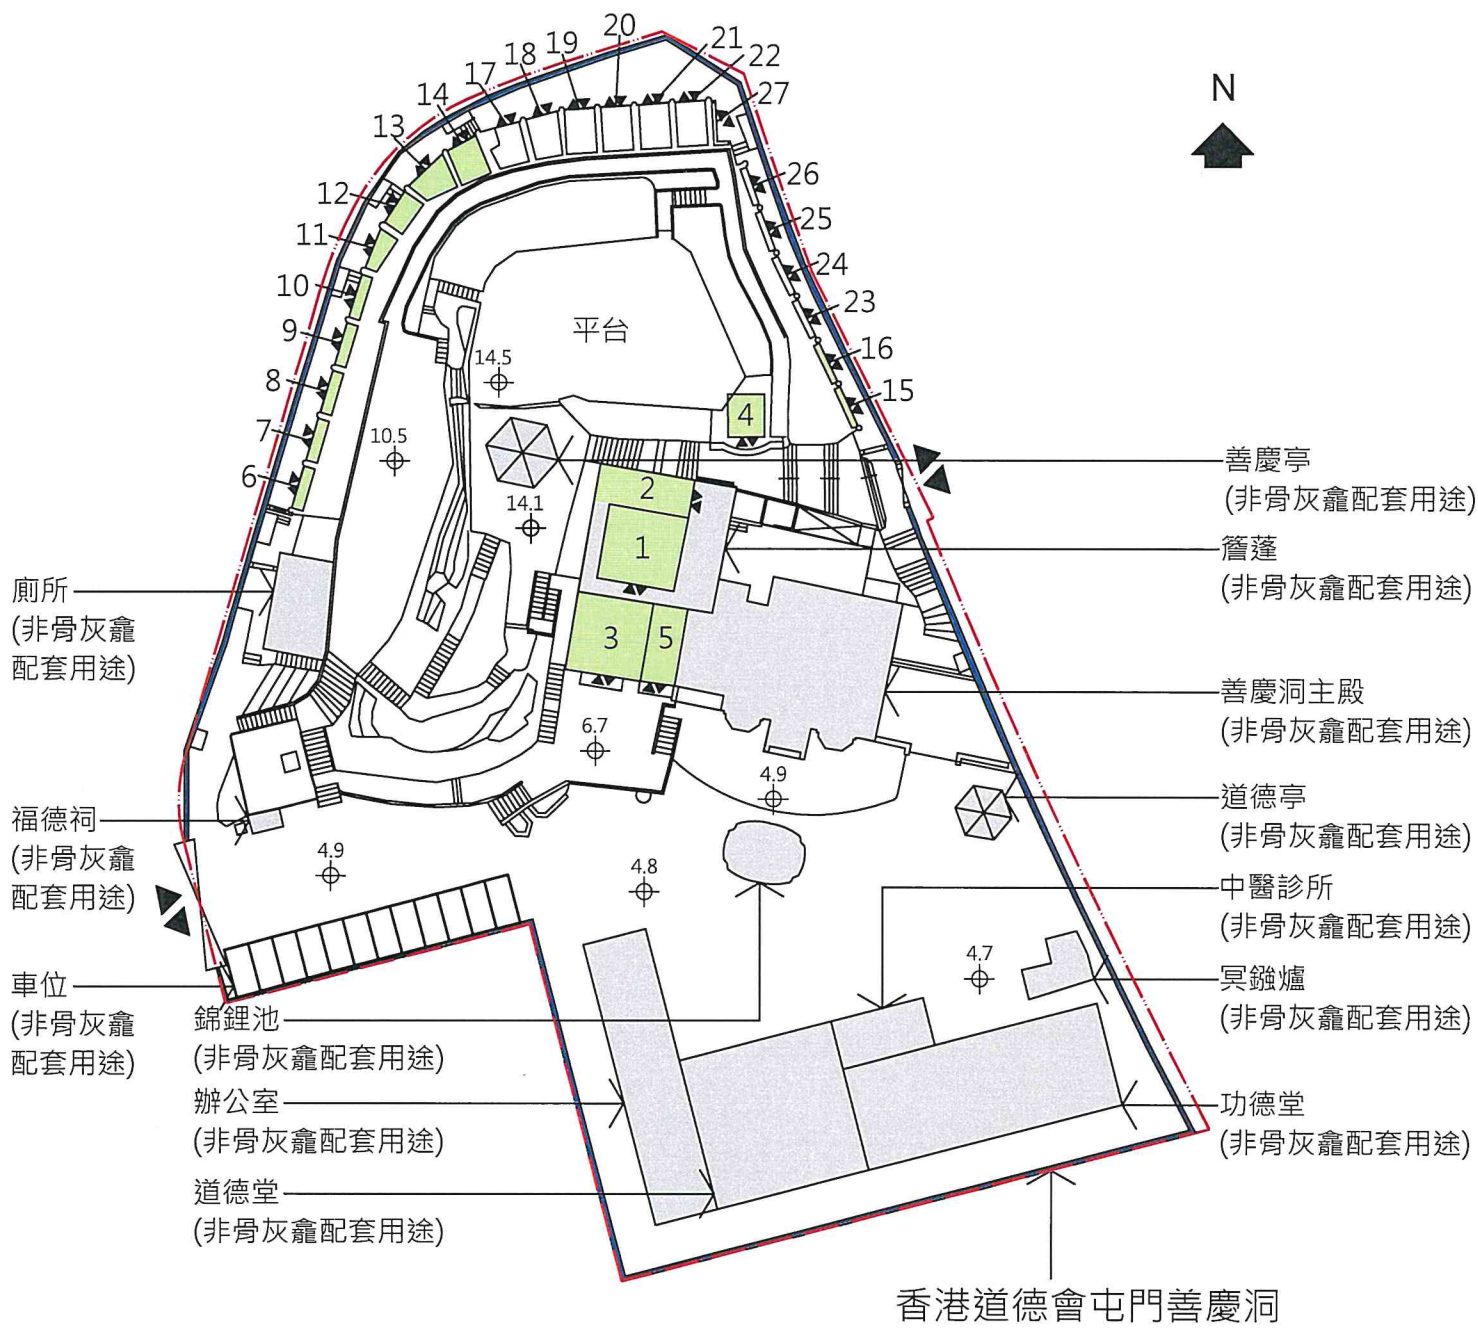 20
19
21
18
22
17
27
14
13
12
26
11
25
10
24
9
23
8
16
7
15
6
N
平台
14.5
10.5
14.1
4
2
1
3
5
6.7
4.9
4.9
4.8
4.7
善慶亭
(非骨灰龕配套用途)
簷蓬
(非骨灰龕配套用途)
善慶洞主殿
(非骨灰龕配套用途)
道德亭
(非骨灰龕配套用途)
中醫診所
(非骨灰龕配套用途)
冥鏹爐
(非骨灰龕配套用途)
功德堂
(非骨灰龕配套用途)
廁所
(非骨灰龕
配套用途)
福德祠
(非骨灰龕
配套用途)
車位
(非骨灰龕
配套用途)
錦鯉池
(非骨灰龕配套用途)
辦公室
(非骨灰龕配套用途)
道德堂
(非骨灰龕配套用途)
香港道德會屯門善慶洞